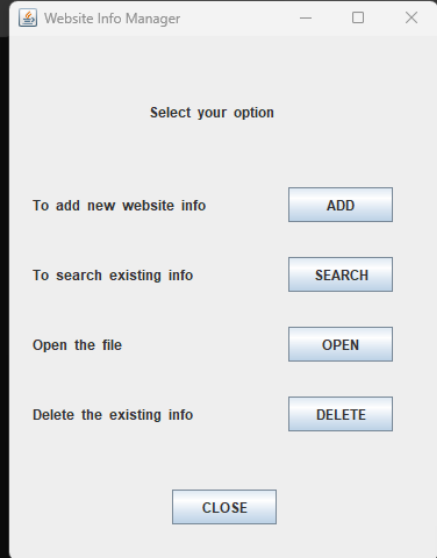 Website Info Manager
Select your option
To add new website info ADD
To search existing info SEARCH
Open the file OPEN
Delete the existing info DELETE
CLOSE